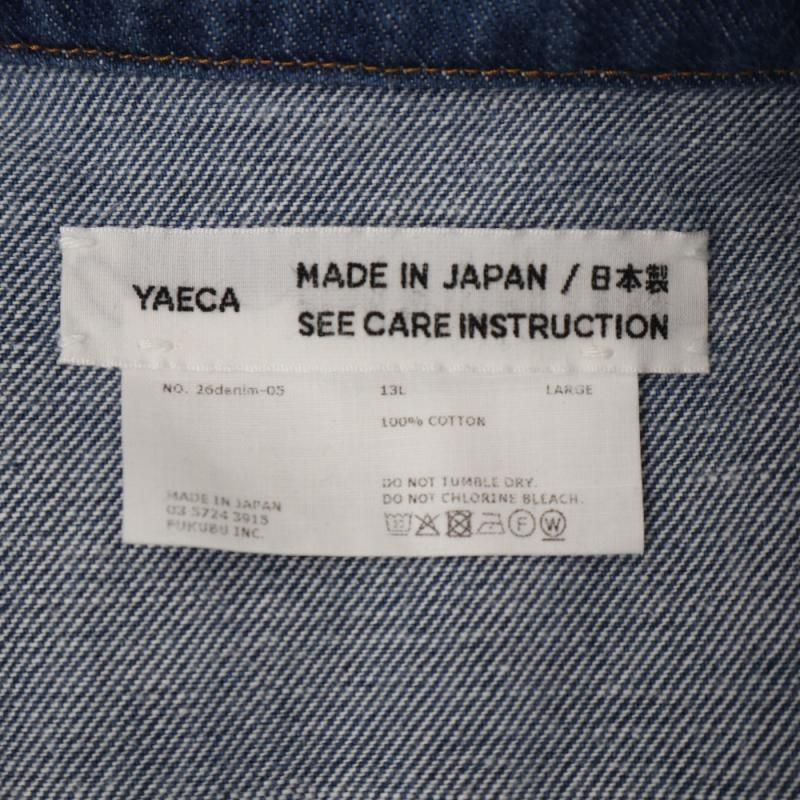 YAECA
MADE IN JAPAN / 日本製
SEE CARE INSTRUCTION
NO. 26denim-05 13L LARGE
100% COTTON
DO NOT TUMBLE DRY.
DO NOT CHLORINE BLEACH.
MADE IN JAPAN
03 5724 3915
FUKUBU INC.
F W